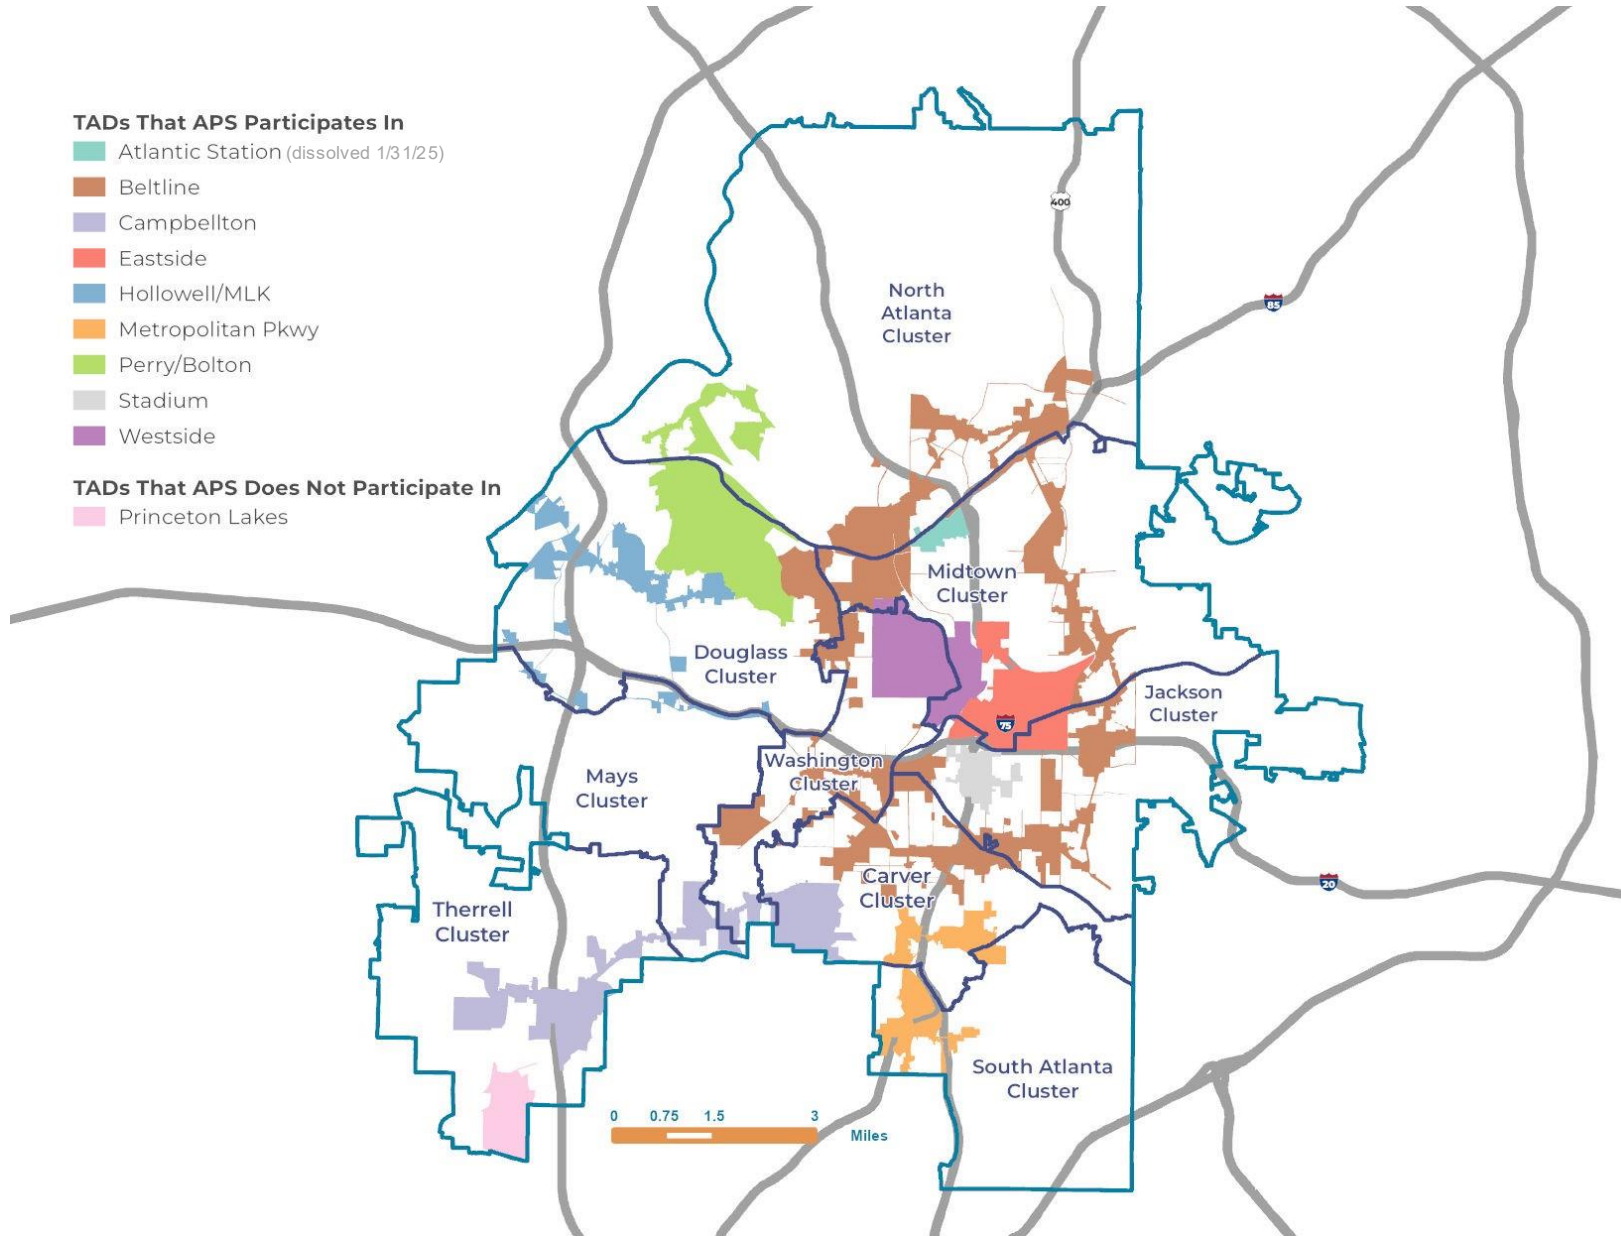 TADs That APS Participates In
Atlantic Station (dissolved 1/31/25)
Beltline
Campbellton
Eastside
Hollowell/MLK
Metropolitan Pkwy
Perry/Bolton
Stadium
Westside
TADs That APS Does Not Participate In
Princeton Lakes
400
85
North
Atlanta
Cluster
Midtown
Cluster
Douglass
Cluster
Jackson
Cluster
75
Washington
Cluster
Mays
Cluster
Carver
Cluster
20
Therrell
Cluster
South Atlanta
Cluster
0 0.75 1.5 3
Miles